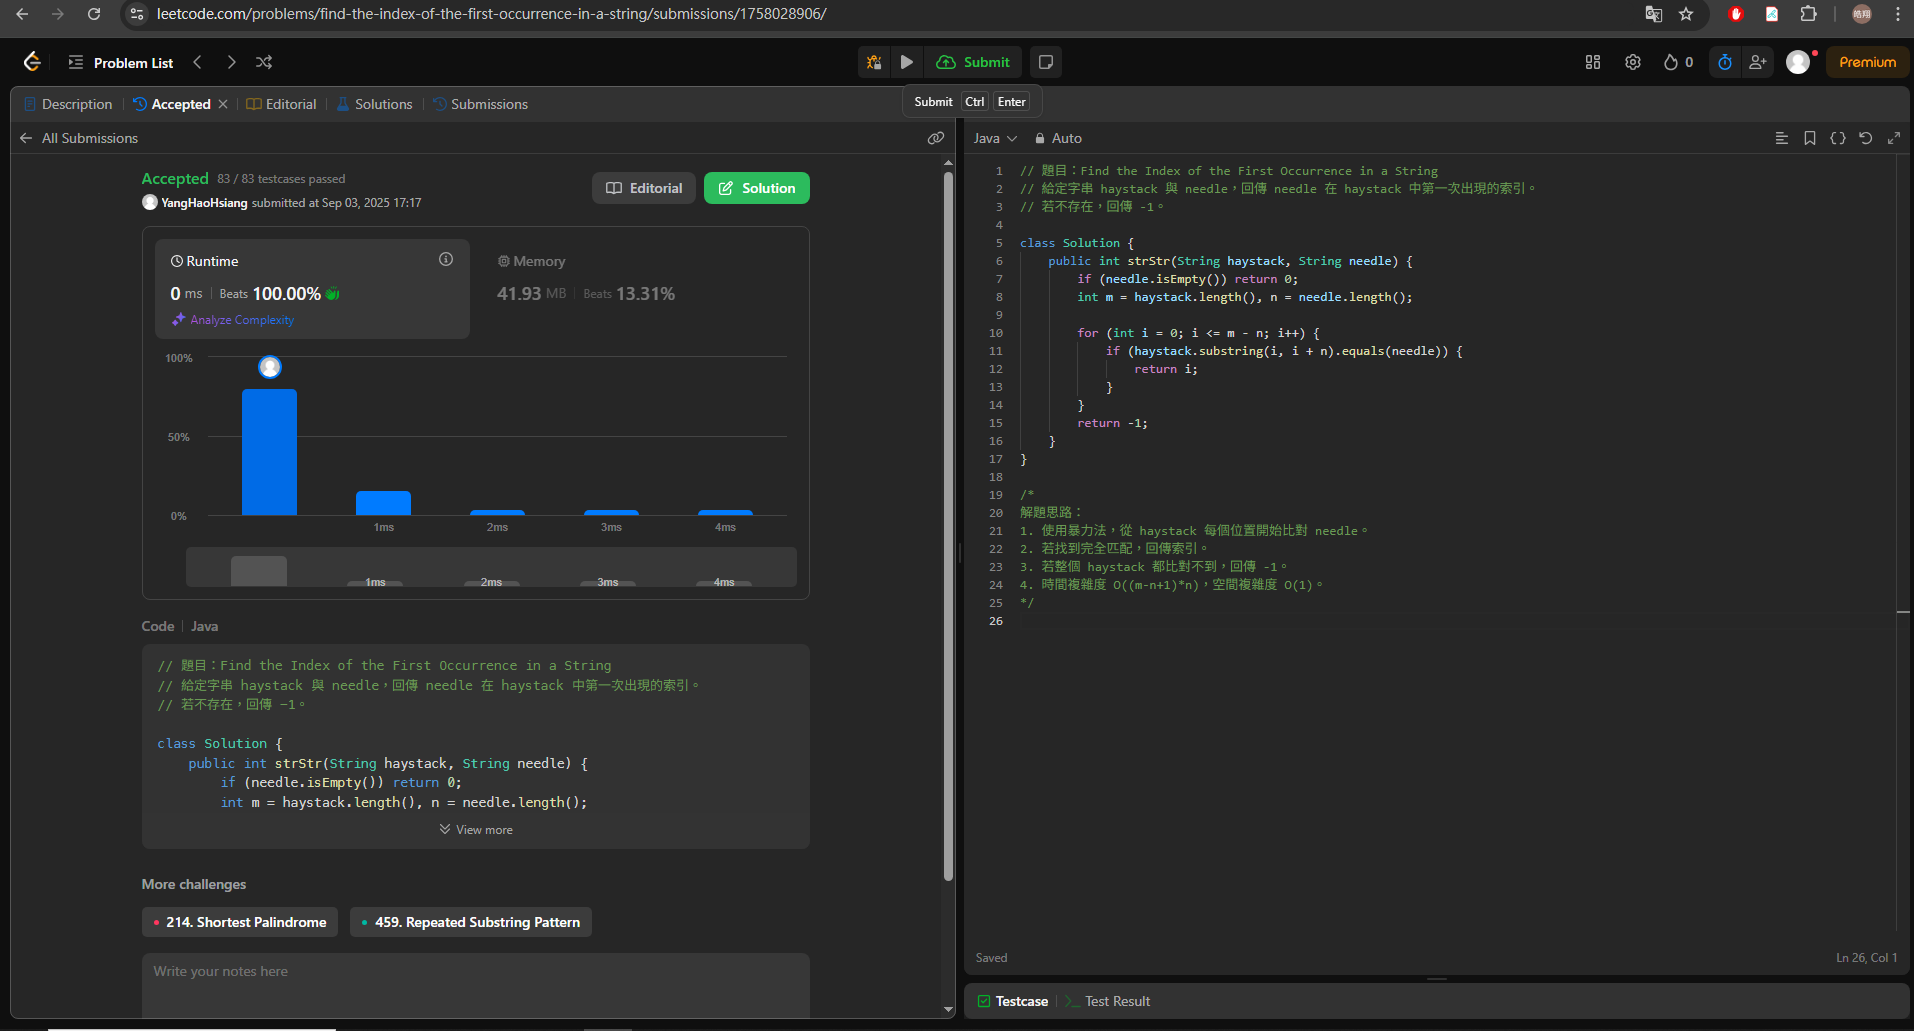 leetcode.com/problems/find-the-index-of-the-first-occurrence-in-a-string/submissions/1758028906/
皓翔
Problem List
Submit
0
Premium
Description
Accepted
Editorial
Solutions
Submissions
Submit Ctrl Enter
All Submissions
Accepted 83 / 83 testcases passed
YangHaoHsiang submitted at Sep 03, 2025 17:17
Editorial
Solution
Runtime
0 ms | Beats 100.00%
Analyze Complexity
Memory
41.93 MB | Beats 13.31%
100%
50%
0%
1ms 2ms 3ms 4ms
1ms 2ms 3ms 4ms
Code | Java
// 題目：Find the Index of the First Occurrence in a String
// 給定字串 haystack 與 needle，回傳 needle 在 haystack 中第一次出現的索引。
// 若不存在，回傳 -1。
class Solution {
public int strStr(String haystack, String needle) {
if (needle.isEmpty()) return 0;
int m = haystack.length(), n = needle.length();
View more
More challenges
214. Shortest Palindrome
459. Repeated Substring Pattern
Write your notes here
Java
Auto
1 // 題目：Find the Index of the First Occurrence in a String
2 // 給定字串 haystack 與 needle，回傳 needle 在 haystack 中第一次出現的索引。
3 // 若不存在，回傳 -1。
4
5 class Solution {
6 public int strStr(String haystack, String needle) {
7 if (needle.isEmpty()) return 0;
8 int m = haystack.length(), n = needle.length();
9
10 for (int i = 0; i <= m - n; i++) {
11 if (haystack.substring(i, i + n).equals(needle)) {
12 return i;
13 }
14 }
15 return -1;
16 }
17 }
18
19 /*
20 解題思路：
21 1. 使用暴力法，從 haystack 每個位置開始比對 needle。
22 2. 若找到完全匹配，回傳索引。
23 3. 若整個 haystack 都比對不到，回傳 -1。
24 4. 時間複雜度 O((m-n+1)*n)，空間複雜度 O(1)。
25 */
26
Saved
Ln 26, Col 1
Testcase
Test Result